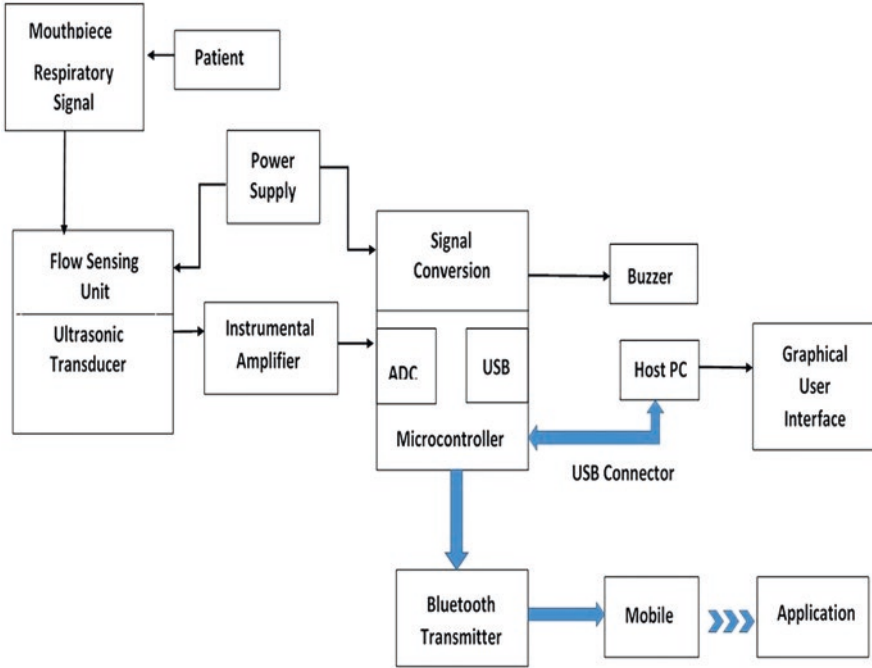 Mouthpiece
Respiratory
Signal
Patient
Power
Supply
Flow Sensing
Unit
Ultrasonic
Transducer
Instrumental
Amplifier
Signal
Conversion
ADC
USB
Microcontroller
Buzzer
Host PC
Graphical
User
Interface
USB Connector
Bluetooth
Transmitter
Mobile
Application